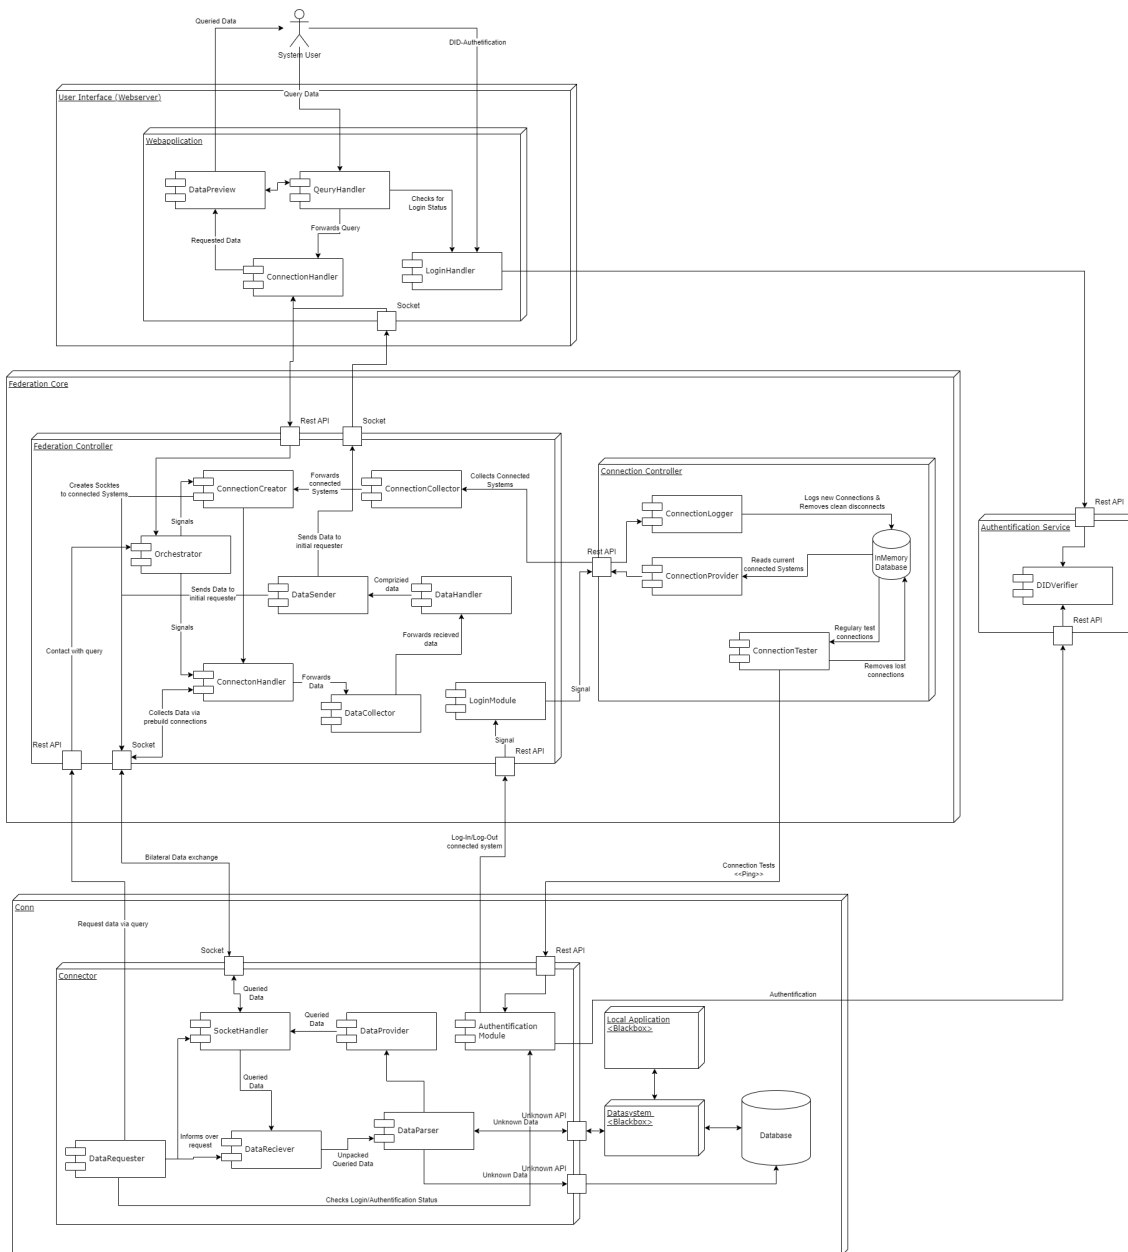 Queried Data
System User
DID-Authetification
User Interface (Webserver)
Query Data
Webapplication
DataPreview
QeuryHandler
Checks for
Login Status
Requested Data
Forwards Query
ConnectionHandler
LoginHandler
Socket
Federation Core
Rest API
Socket
Federation Controller
Creates Socktes
to connected Systems
ConnectionCreator
Forwards
connected
Systems
ConnectionCollector
Collects Connected
Systems
Connection Controller
ConnectionLogger
Logs new Connections &
Removes clean disconnects
Signals
Orchestrator
Sends Data to
initial requester
Rest API
ConnectionProvider
Reads current
connected Systems
InMemory
Database
Rest API
Authentification Service
DIDVerifier
Rest API
Sends Data to
initial requester
DataSender
Comprizied
data
DataHandler
Signals
Forwards recieved
data
Regulary test
connections
ConnectionTester
Removes lost
connections
Contact with query
ConnectonHandler
Forwards
Data
DataCollector
LoginModule
Signal
Collects Data via
prebuild connections
Signal
Rest API
Socket
Rest API
Log-In/Log-Out
connected system
Bilateral Data exchange
Connection Tests
<<Ping>>
Conn
Request data via query
Socket
Rest API
Connector
Queried
Data
SocketHandler
Queried
Data
DataProvider
Authentification
Module
Authentification
Local Application
<Blackbox>
Queried
Data
Unknown API
Datasystem
<Blackbox>
Database
Informs over
request
DataRequester
DataReciever
Unpacked
Queried Data
DataParser
Unknown Data
Unknown API
Unknown Data
Checks Login/Authentification Status